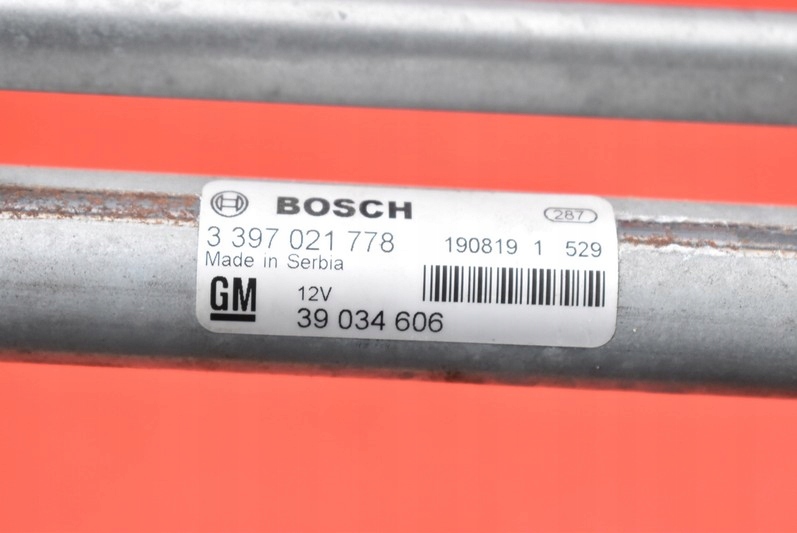 BOSCH 287
3 397 021 778 190819 1 529
Made in Serbia
GM 12V
39 034 606